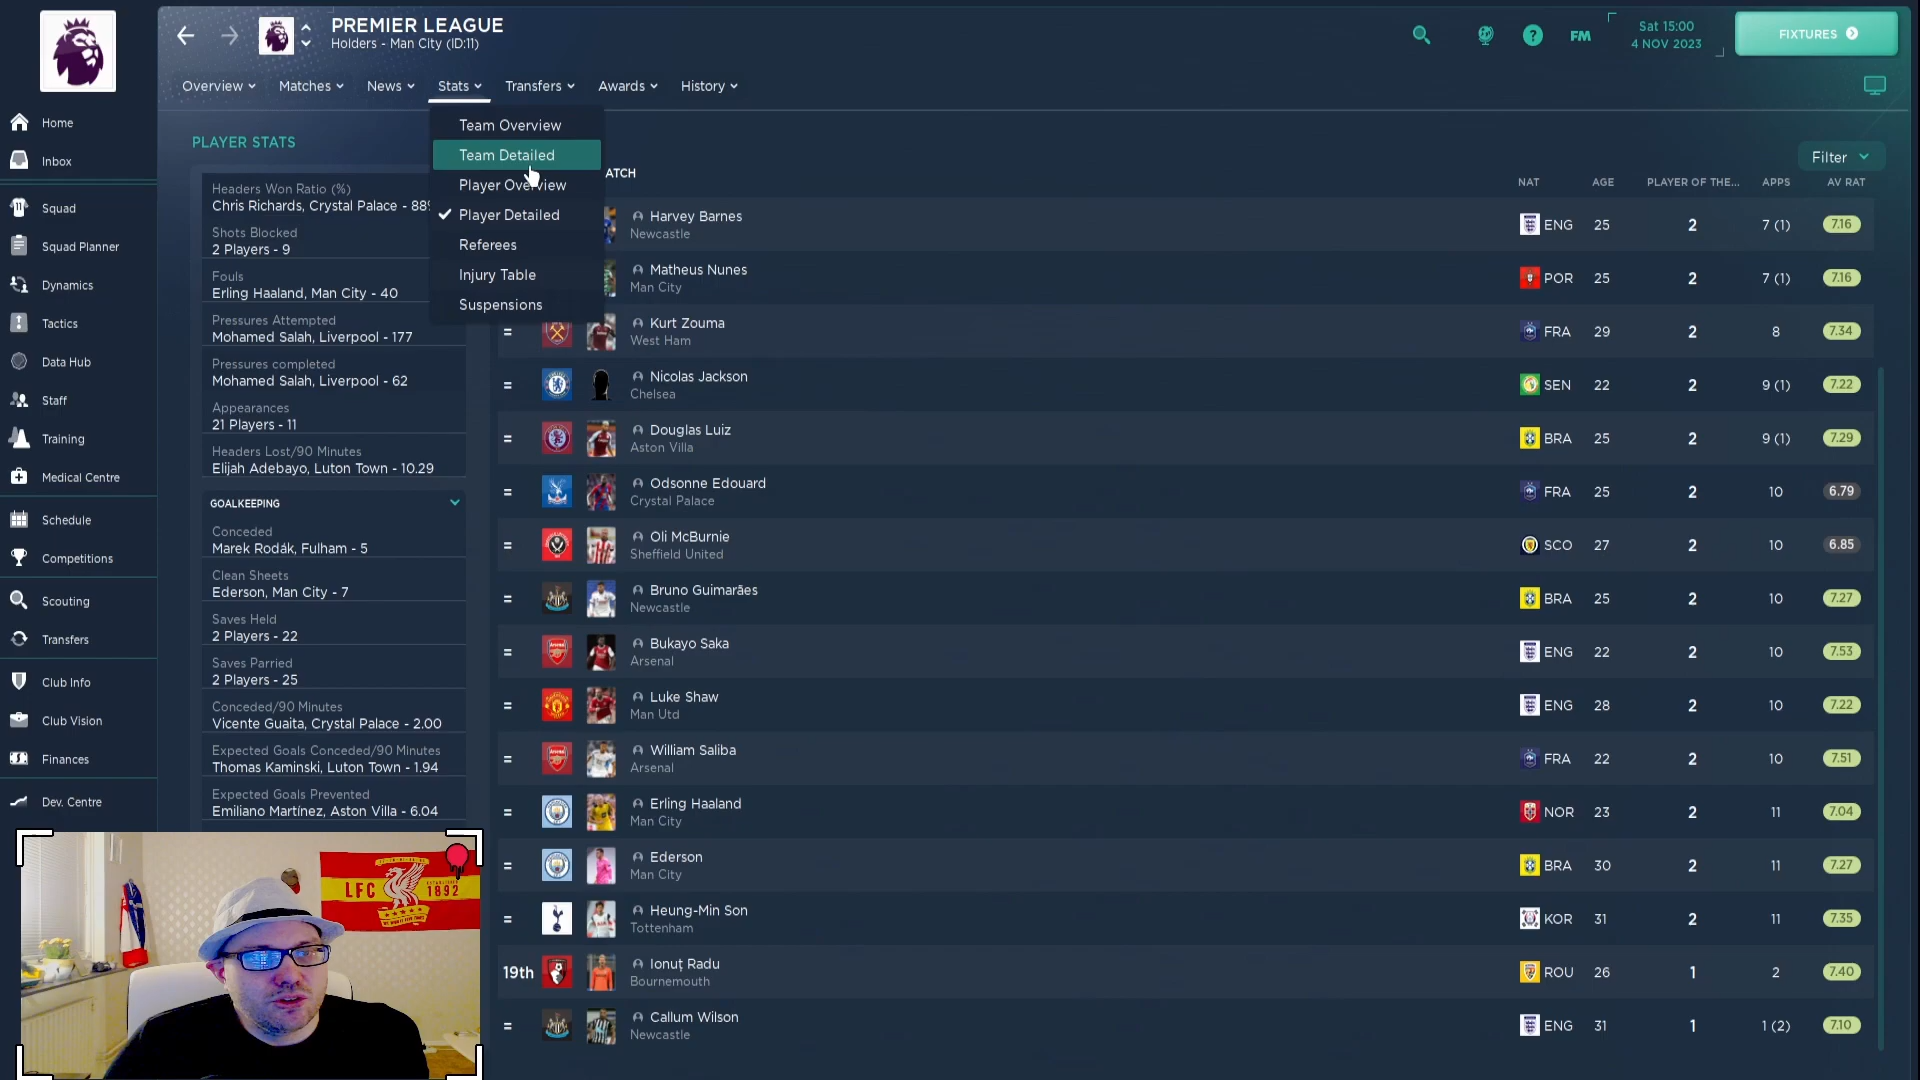 PREMIER LEAGUE
Holders - Man City (ID:11)
FM
Sat 15:00
4 NOV 2023
FIXTURES
Overview
Matches
News
Stats
Transfers
Awards
History
Home
Inbox
Squad
Squad Planner
Dynamics
Tactics
Data Hub
Staff
Training
Medical Centre
Schedule
Competitions
Scouting
Transfers
Club Info
Club Vision
Finances
Dev. Centre
Team Overview
Team Detailed
Player Overview
Player Detailed
Referees
Injury Table
Suspensions
PLAYER STATS
Headers Won Ratio (%)
Chris Richards, Crystal Palace - 88%
Shots Blocked
2 Players - 9
Fouls
Erling Haaland, Man City - 40
Pressures Attempted
Mohamed Salah, Liverpool - 177
Pressures completed
Mohamed Salah, Liverpool - 62
Appearances
21 Players - 11
Headers Lost/90 Minutes
Elijah Adebayo, Luton Town - 10.29
GOALKEEPING
Conceded
Marek Rodák, Fulham - 5
Clean Sheets
Ederson, Man City - 7
Saves Held
2 Players - 22
Saves Parried
2 Players - 25
Conceded/90 Minutes
Vicente Guaita, Crystal Palace - 2.00
Expected Goals Conceded/90 Minutes
Thomas Kaminski, Luton Town - 1.94
Expected Goals Prevented
Emiliano Martínez, Aston Villa - 6.04
ATCH
Filter
NAT AGE PLAYER OF THE... APPS AV RAT
Harvey Barnes ENG 25 2 7 (1) 7.16
Newcastle
Matheus Nunes POR 25 2 7 (1) 7.16
Man City
= Kurt Zouma FRA 29 2 8 7.34
West Ham
= Nicolas Jackson SEN 22 2 9 (1) 7.22
Chelsea
= Douglas Luiz BRA 25 2 9 (1) 7.29
Aston Villa
= Odsonne Edouard FRA 25 2 10 6.79
Crystal Palace
= Oli McBurnie SCO 27 2 10 6.85
Sheffield United
= Bruno Guimarães BRA 25 2 10 7.27
Newcastle
= Bukayo Saka ENG 22 2 10 7.53
Arsenal
= Luke Shaw ENG 28 2 10 7.22
Man Utd
= William Saliba FRA 22 2 10 7.51
Arsenal
= Erling Haaland NOR 23 2 11 7.04
Man City
= Ederson BRA 30 2 11 7.27
Man City
= Heung-Min Son KOR 31 2 11 7.35
Tottenham
19th Ionuț Radu ROU 26 1 2 7.40
Bournemouth
= Callum Wilson ENG 31 1 1 (2) 7.10
Newcastle
LFC
1892